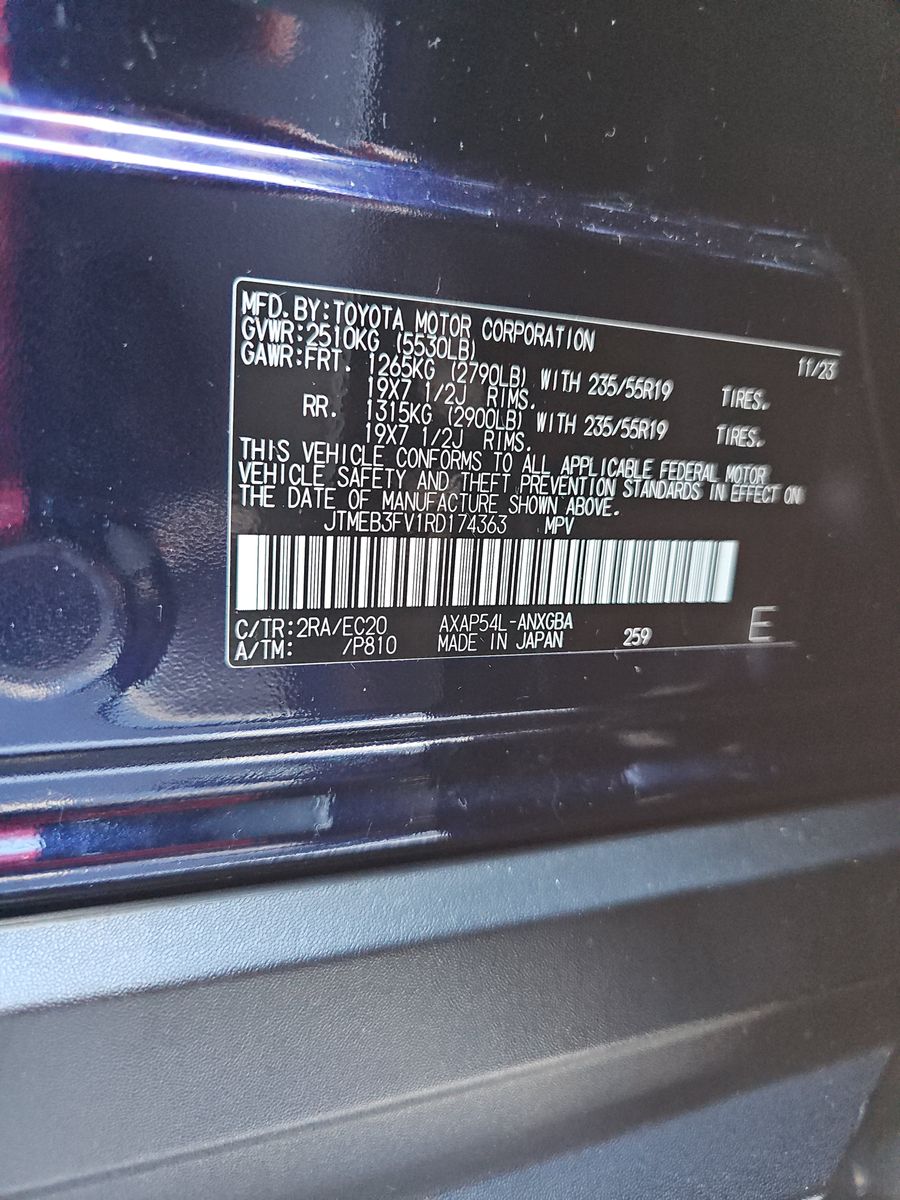 MFD.BY:TOYOTA MOTOR CORPORATION 11/23
GVWR:2510KG (5530LB)
GAWR:FRT. 1265KG (2790LB) WITH 235/55R19 TIRES.
19X7 1/2J RIMS.
RR. 1315KG (2900LB) WITH 235/55R19 TIRES.
19X7 1/2J RIMS.
THIS VEHICLE CONFORMS TO ALL APPLICABLE FEDERAL MOTOR
VEHICLE SAFETY AND THEFT PREVENTION STANDARDS IN EFFECT ON
THE DATE OF MANUFACTURE SHOWN ABOVE.
JTMEB3FV1RD174363 MPV
C/TR:2RA/EC20 AXAP54L-ANXGBA
A/TM: /P810 MADE IN JAPAN 259 E